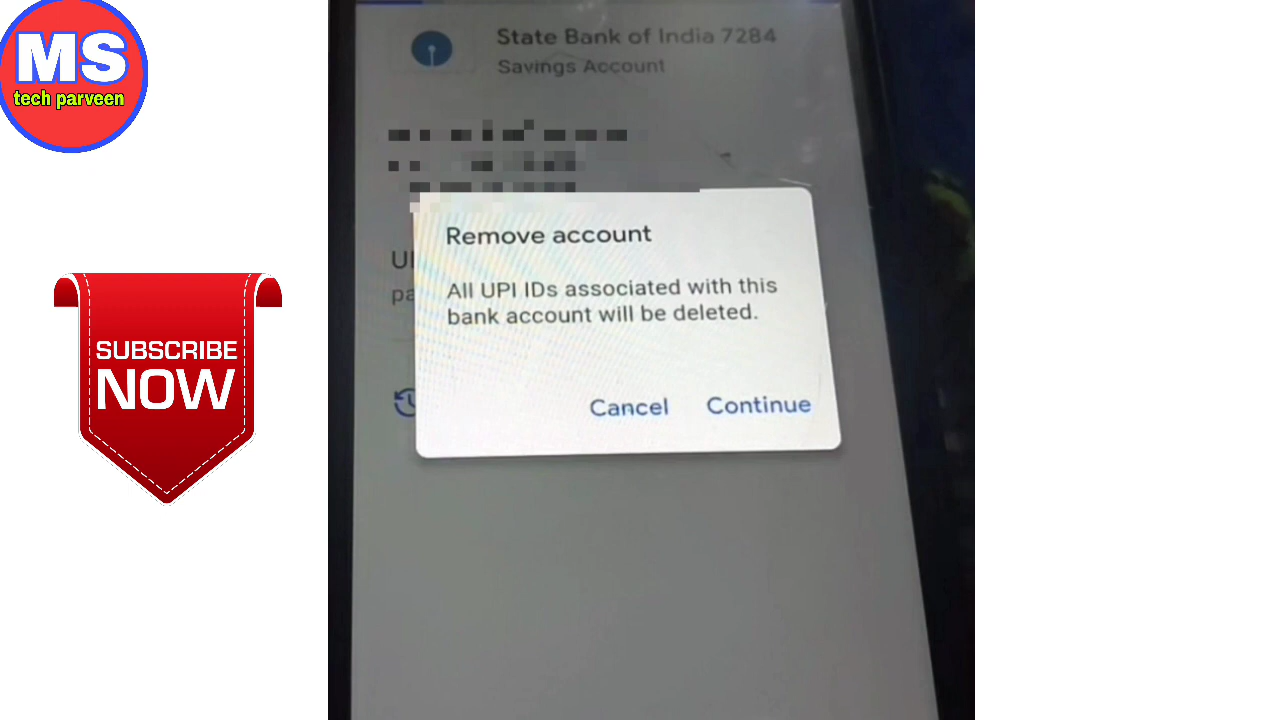 MS
tech parveen
SUBSCRIBE
NOW
State Bank of India 7284
Savings Account
Remove account
All UPI IDs associated with this
bank account will be deleted.
Cancel
Continue